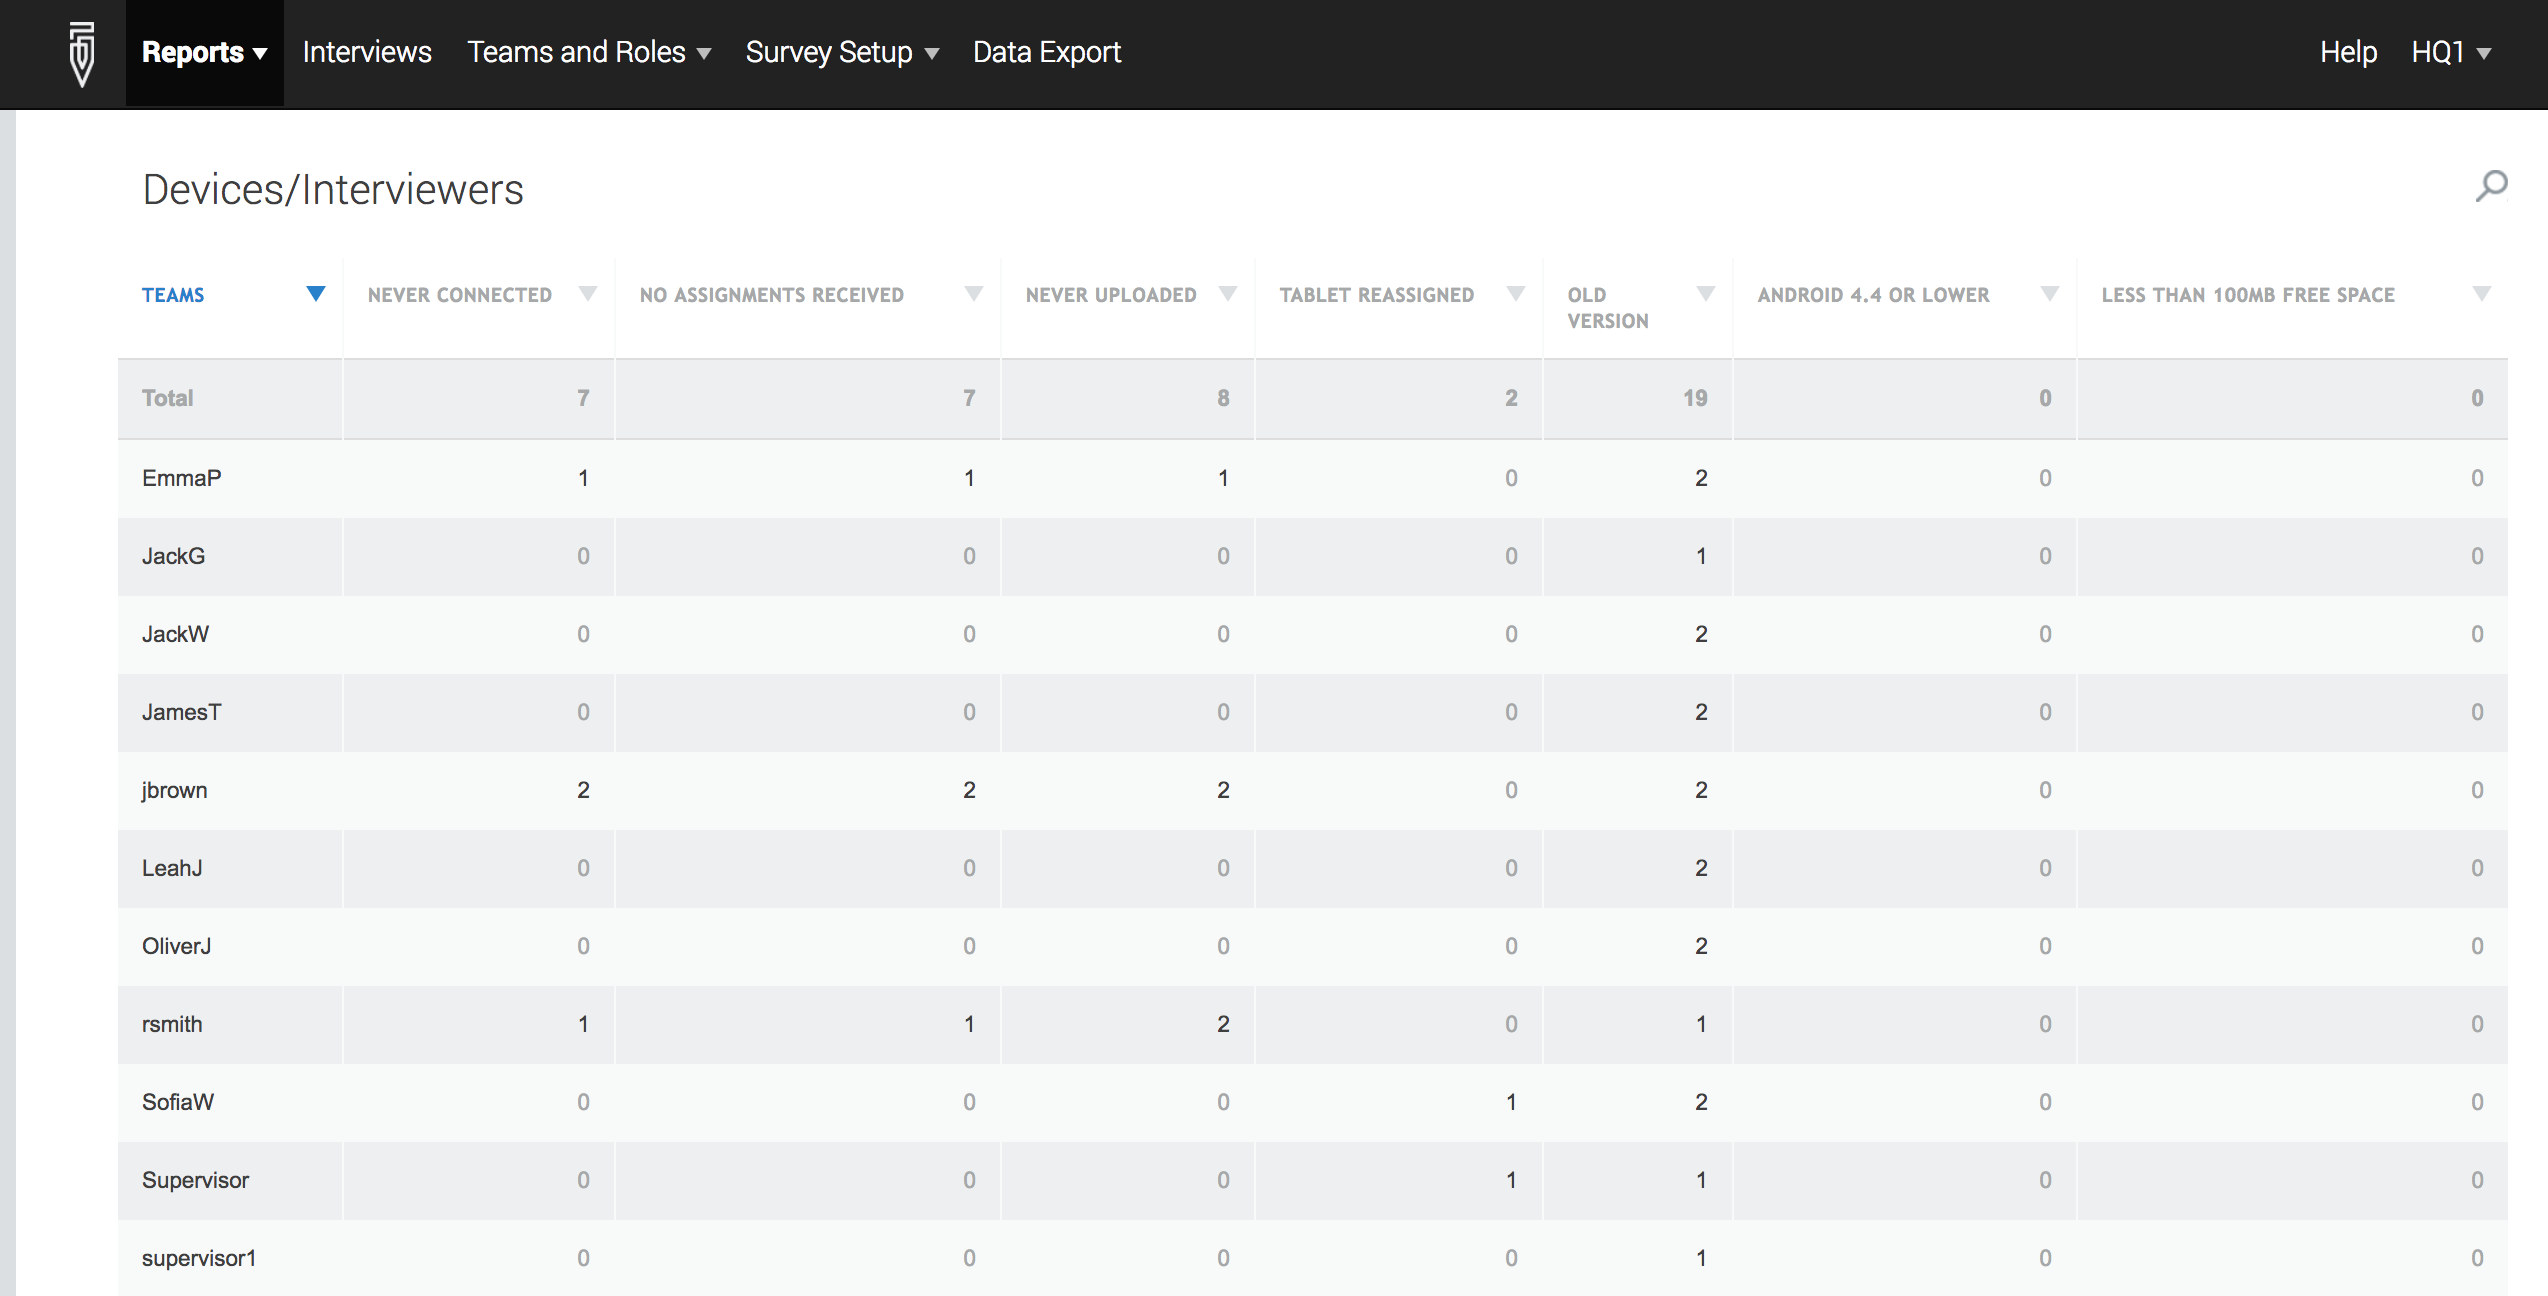 Reports Interviews Teams and Roles Survey Setup Data Export Help HQ1
Devices/Interviewers
TEAMS NEVER CONNECTED NO ASSIGNMENTS RECEIVED NEVER UPLOADED TABLET REASSIGNED OLD VERSION ANDROID 4.4 OR LOWER LESS THAN 100MB FREE SPACE
Total 7 7 8 2 19 0 0
EmmaP 1 1 1 0 2 0 0
JackG 0 0 0 0 1 0 0
JackW 0 0 0 0 2 0 0
JamesT 0 0 0 0 2 0 0
jbrown 2 2 2 0 2 0 0
LeahJ 0 0 0 0 2 0 0
OliverJ 0 0 0 0 2 0 0
rsmith 1 1 2 0 1 0 0
SofiaW 0 0 0 1 2 0 0
Supervisor 0 0 0 1 1 0 0
supervisor1 0 0 0 0 1 0 0